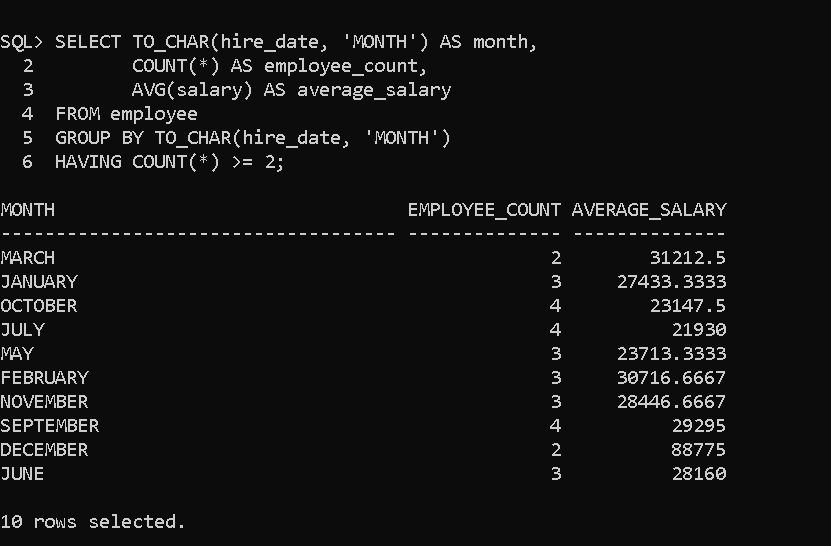 SQL> SELECT TO_CHAR(hire_date, 'MONTH') AS month,
  2         COUNT(*) AS employee_count,
  3         AVG(salary) AS average_salary
  4  FROM employee
  5  GROUP BY TO_CHAR(hire_date, 'MONTH')
  6  HAVING COUNT(*) >= 2;
MONTH                                EMPLOYEE_COUNT AVERAGE_SALARY
------------------------------------ -------------- --------------
MARCH                                             2        31212.5
JANUARY                                           3     27433.3333
OCTOBER                                           4        23147.5
JULY                                              4          21930
MAY                                               3     23713.3333
FEBRUARY                                          3     30716.6667
NOVEMBER                                          3     28446.6667
SEPTEMBER                                         4          29295
DECEMBER                                          2          88775
JUNE                                              3          28160
10 rows selected.